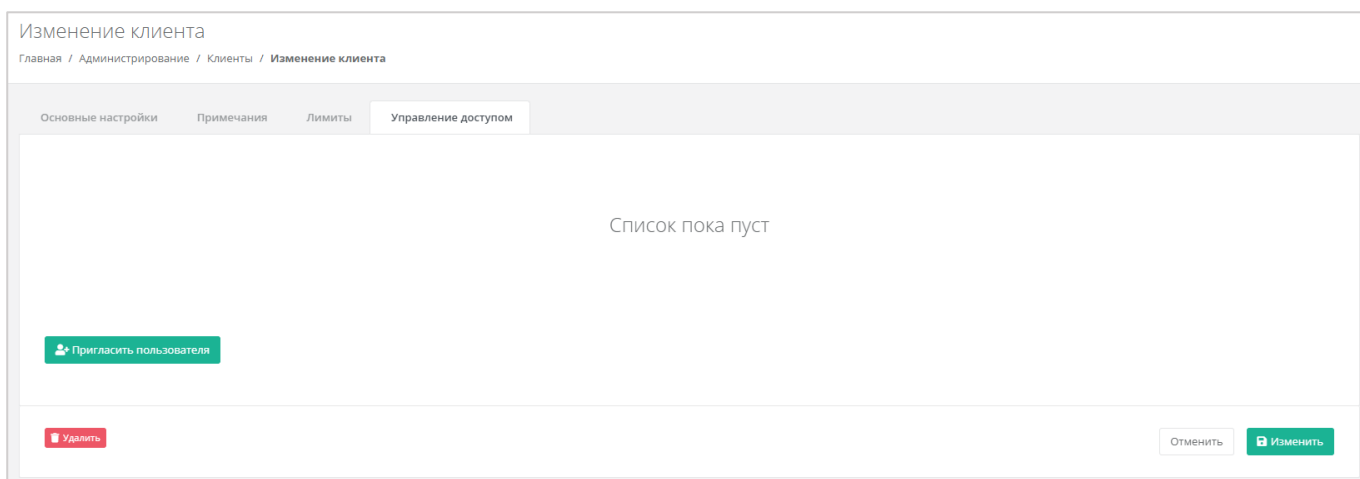 Изменение клиента
Главная / Администрирование / Клиенты / Изменение клиента
Основные настройки Примечания Лимиты Управление доступом
Список пока пуст
Пригласить пользователя
Удалить Отменить Изменить